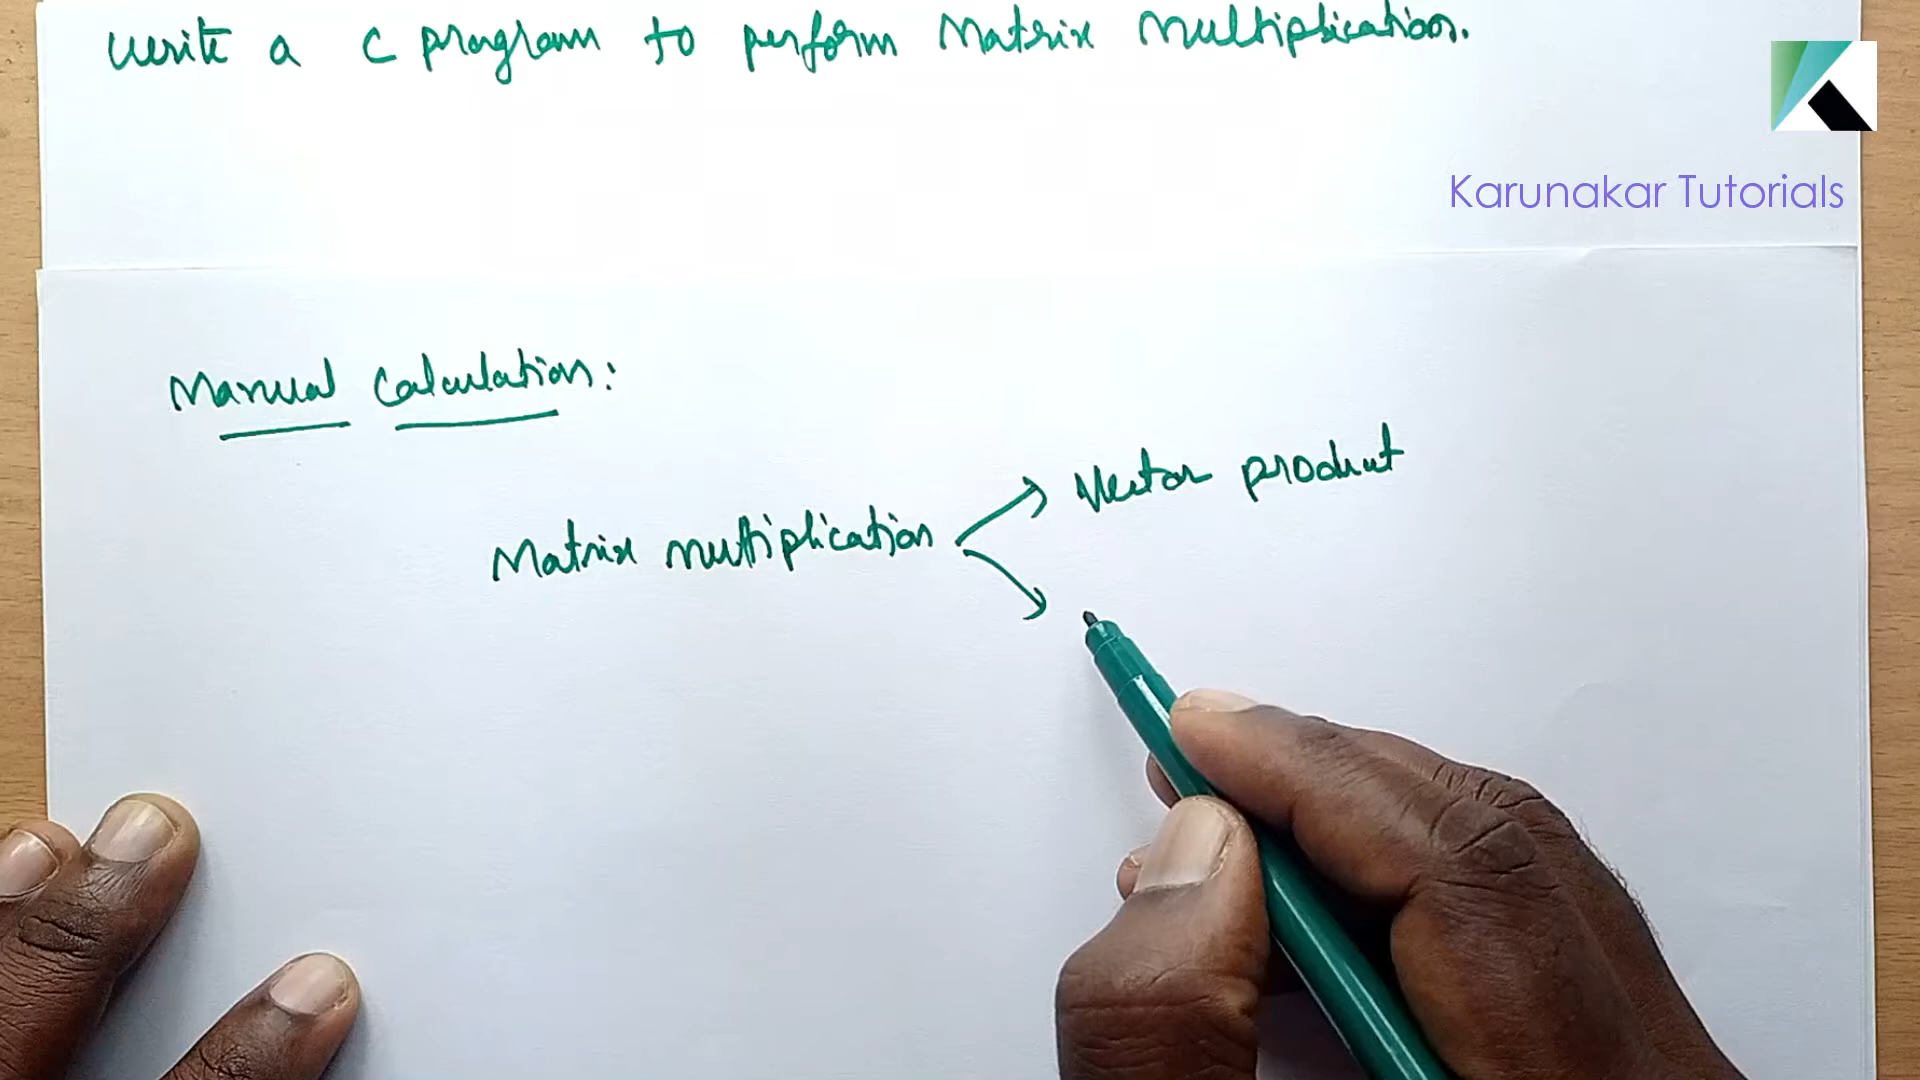 Write a C program to perform Matrix Multiplication.
Karunakar Tutorials
Manual Calculation:
Vector product
Matrix multiplication